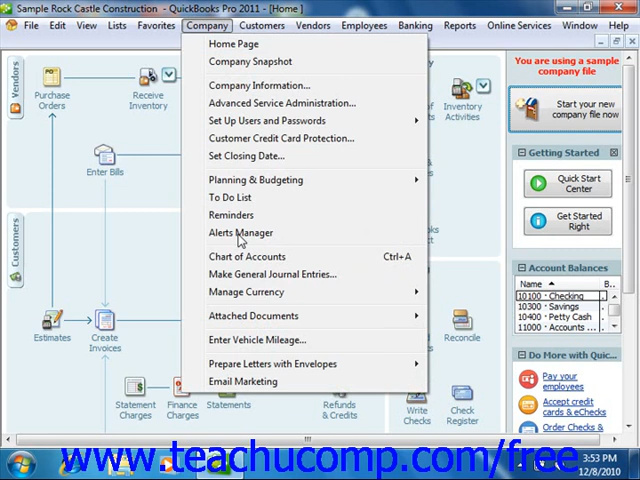 Sample Rock Castle Construction - QuickBooks Pro 2011 - [Home ]
File Edit View Lists Favorites Company Customers Vendors Employees Banking Reports Online Services Window Help
Home Page
Company Snapshot
Company Information...
Advanced Service Administration...
Set Up Users and Passwords
Customer Credit Card Protection...
Set Closing Date...
Planning & Budgeting
To Do List
Reminders
Alerts Manager
Chart of Accounts Ctrl+A
Make General Journal Entries...
Manage Currency
Attached Documents
Enter Vehicle Mileage...
Prepare Letters with Envelopes
Email Marketing
Vendors
Purchase
Orders
Receive
Inventory
Enter Bills
Customers
Estimates
Create
Invoices
Statement
Charges
Finance
Charges
Statements
Refunds
& Credits
Inventory
Activities
Reconcile
Write
Checks
Check
Register
You are using a sample
company file
Start your new
company file now
Getting Started
Quick Start
Center
Get Started
Right
Account Balances
Name B..
10100 · Checking
10300 · Savings
10400 · Petty Cash
11000 · Accounts ...
Do More with Quic...
Pay your
employees
Accept credit
cards & eChecks
Order Checks &
www.teachucomp.com/free
3:53 PM
12/8/2010